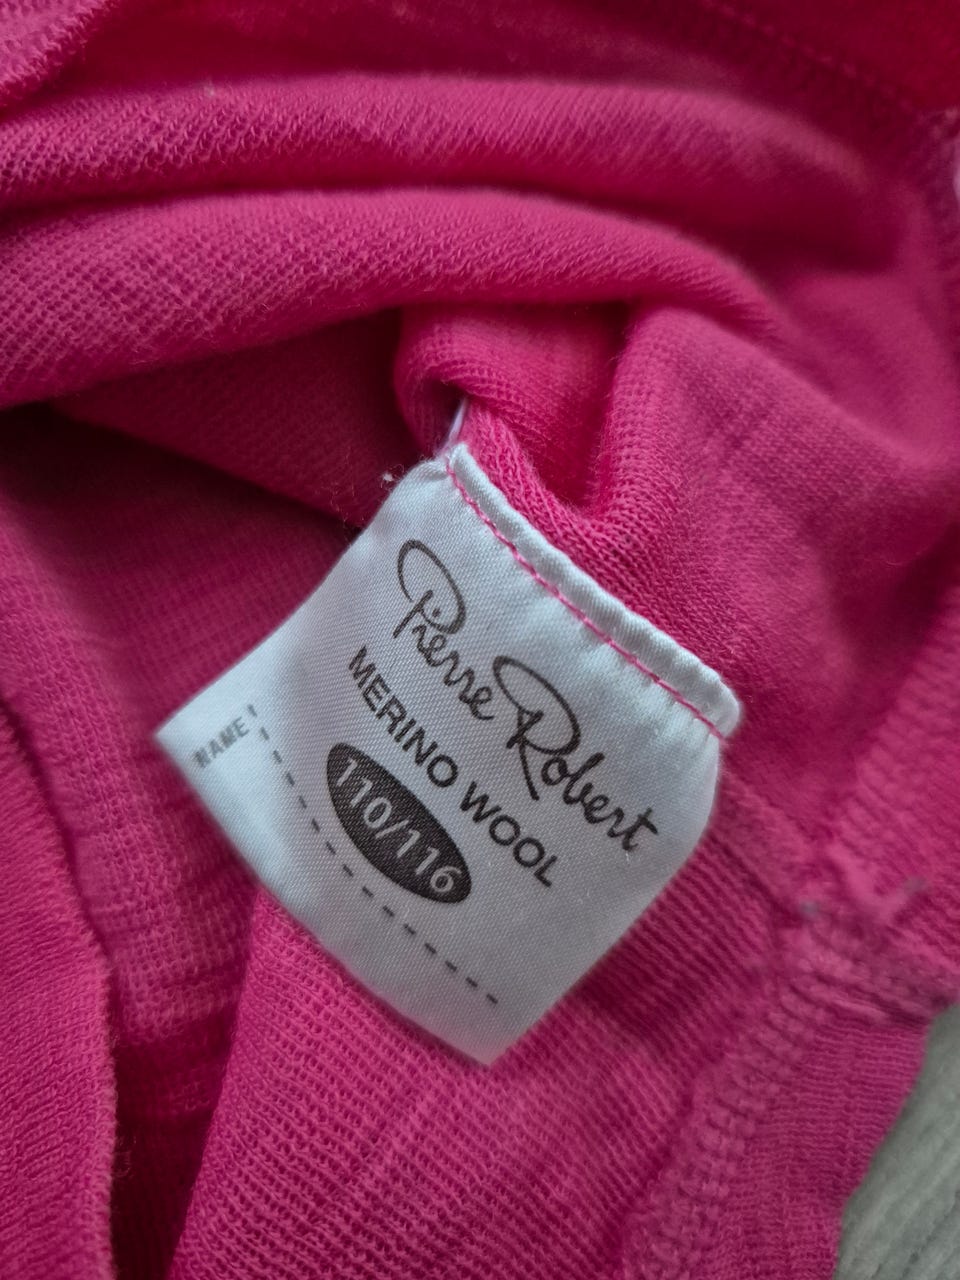 Pierre Robert
MERINO WOOL
110/116
NAME